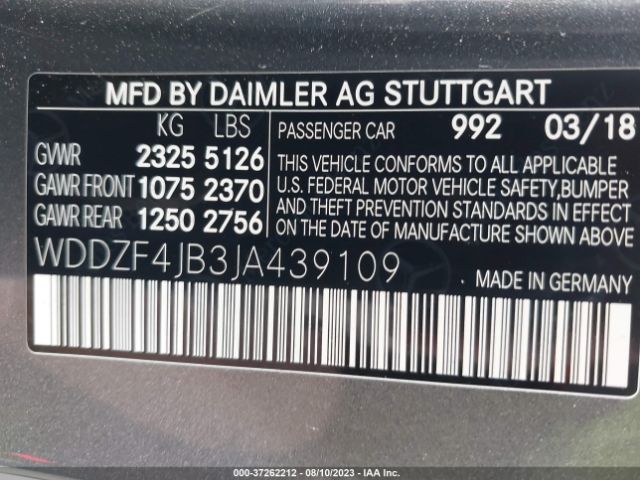 MFD BY DAIMLER AG STUTTGART
KG LBS
GVWR 2325 5126
GAWR FRONT 1075 2370
GAWR REAR 1250 2756
PASSENGER CAR 992 03/18
THIS VEHICLE CONFORMS TO ALL APPLICABLE
U.S. FEDERAL MOTOR VEHICLE SAFETY,BUMPER
AND THEFT PREVENTION STANDARDS IN EFFECT
ON THE DATE OF MANUFACTURE SHOWN ABOVE
WDDZF4JB3JA439109
MADE IN GERMANY
000-37262212 - 08/10/2023 - IAA Inc.